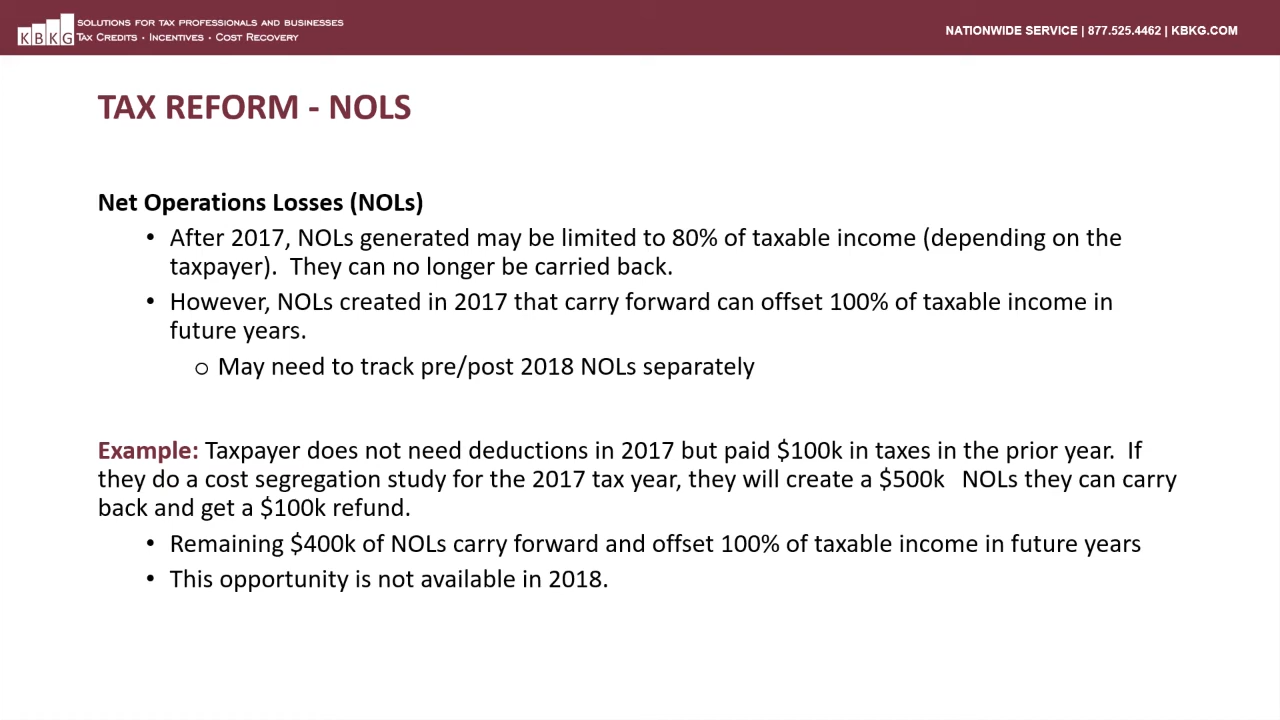 KBKG
SOLUTIONS FOR TAX PROFESSIONALS AND BUSINESSES
TAX CREDITS • INCENTIVES • COST RECOVERY
NATIONWIDE SERVICE | 877.525.4462 | KBKG.COM
TAX REFORM - NOLS
Net Operations Losses (NOLs)
• After 2017, NOLs generated may be limited to 80% of taxable income (depending on the
taxpayer).  They can no longer be carried back.
• However, NOLs created in 2017 that carry forward can offset 100% of taxable income in
future years.
o May need to track pre/post 2018 NOLs separately
Example: Taxpayer does not need deductions in 2017 but paid $100k in taxes in the prior year.  If
they do a cost segregation study for the 2017 tax year, they will create a $500k   NOLs they can carry
back and get a $100k refund.
• Remaining $400k of NOLs carry forward and offset 100% of taxable income in future years
• This opportunity is not available in 2018.